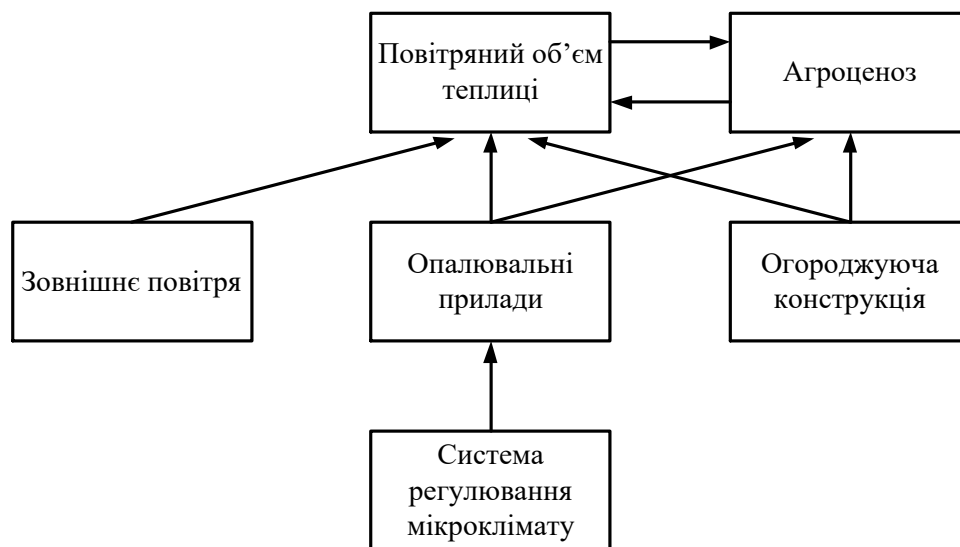 Повітряний об’єм
теплиці
Агроценоз
Зовнішнє повітря
Опалювальні
прилади
Огороджуюча
конструкція
Система
регулювання
мікроклімату